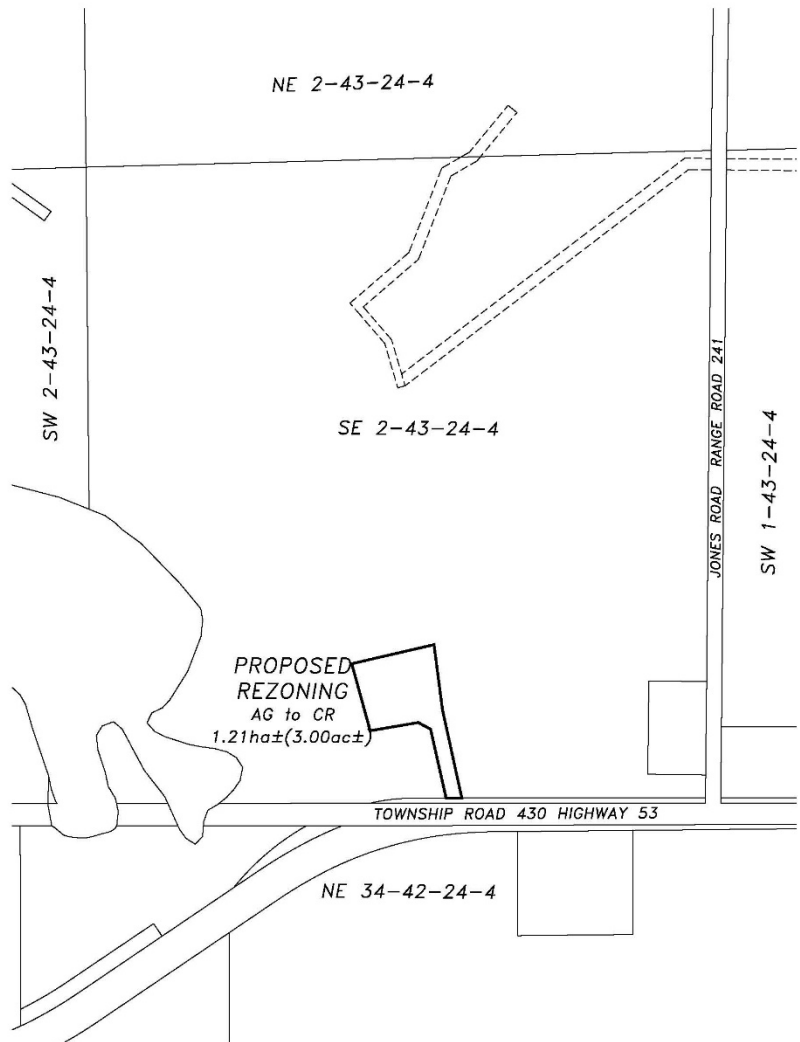 NE 2-43-24-4
SW 2-43-24-4
SE 2-43-24-4
JONES ROAD RANGE ROAD 241
SW 1-43-24-4
PROPOSED
REZONING
AG to CR
1.21ha±(3.00ac±)
TOWNSHIP ROAD 430 HIGHWAY 53
NE 34-42-24-4